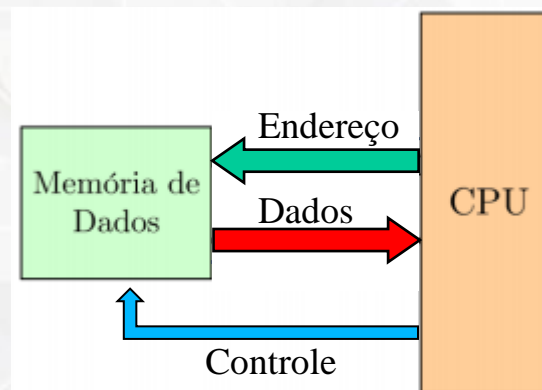 Endereço
Memória de
Dados
Dados
CPU
Controle